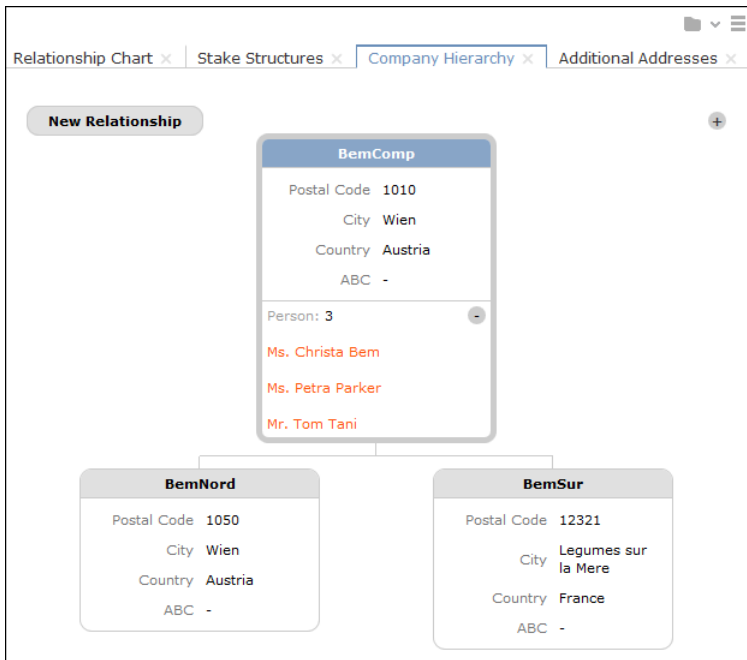 Relationship Chart × Stake Structures × Company Hierarchy × Additional Addresses ×
New Relationship +
BemComp
Postal Code 1010
City Wien
Country Austria
ABC -
Person: 3 -
Ms. Christa Bem
Ms. Petra Parker
Mr. Tom Tani
BemNord
Postal Code 1050
City Wien
Country Austria
ABC -
BemSur
Postal Code 12321
City Legumes sur
la Mere
Country France
ABC -